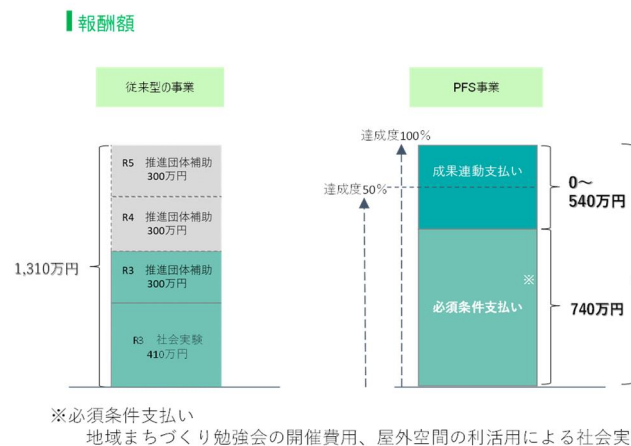 報酬額
従来型の事業
PFS事業
達成度100%
達成度50%
R5 推進団体補助
300万円
R4 推進団体補助
300万円
R3 推進団体補助
300万円
R3 社会実験
410万円
1,310万円
成果連動支払い
0～
540万円
※
必須条件支払い
740万円
※必須条件支払い
地域まちづくり勉強会の開催費用、屋外空間の利活用による社会実